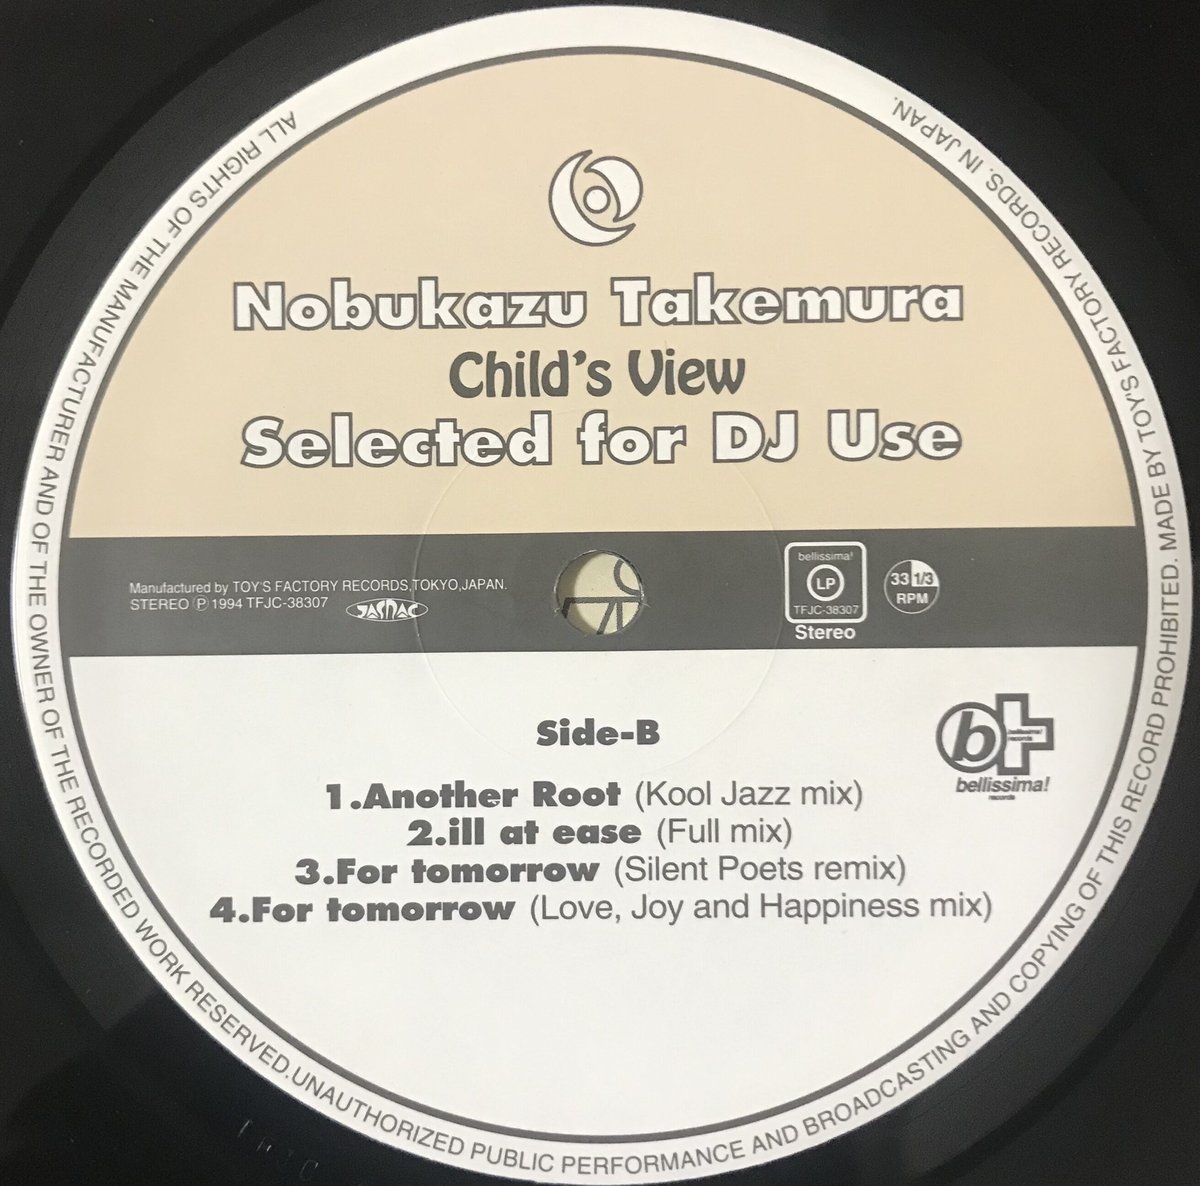 Nobukazu Takemura
Child's View
Selected for DJ Use
Manufactured by TOY'S FACTORY RECORDS,TOKYO,JAPAN.
STEREO Ⓟ 1994 TFJC-38307 JASRAC
bellissima!
LP
TFJC-38307
Stereo
33 1/3
RPM
Side-B
b+
bellissima!
records
bellissima!
records
1.Another Root (Kool Jazz mix)
2.ill at ease (Full mix)
3.For tomorrow (Silent Poets remix)
4.For tomorrow (Love, Joy and Happiness mix)
ALL RIGHTS OF THE MANUFACTURER AND OF THE OWNER OF THE RECORDED WORK RESERVED.UNAUTHORIZED PUBLIC PERFORMANCE AND BROADCASTING AND COPYING OF THIS RECORD PROHIBITED. MADE BY TOY'S FACTORY RECORDS. IN JAPAN.